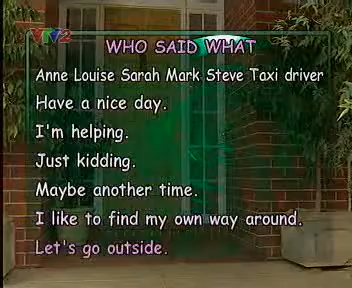 VTV2
WHO SAID WHAT
Anne Louise Sarah Mark Steve Taxi driver
Have a nice day.
I'm helping.
Just kidding.
Maybe another time.
I like to find my own way around.
Let's go outside.